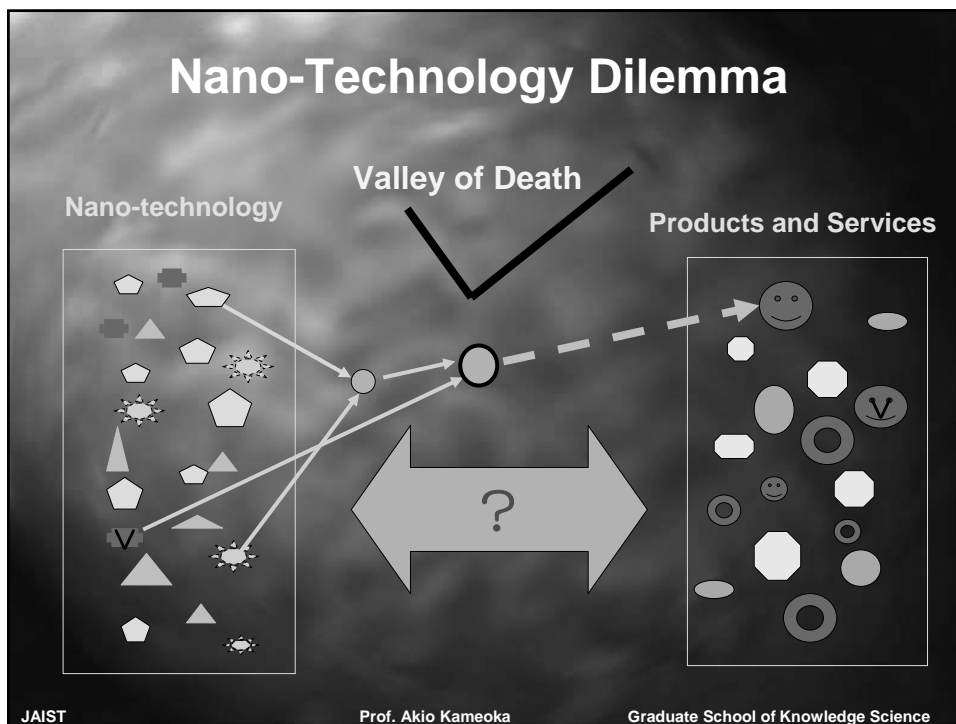 Nano-Technology Dilemma
Valley of Death
Nano-technology
Products and Services
?
V
V
JAIST
Prof. Akio Kameoka
Graduate School of Knowledge Science